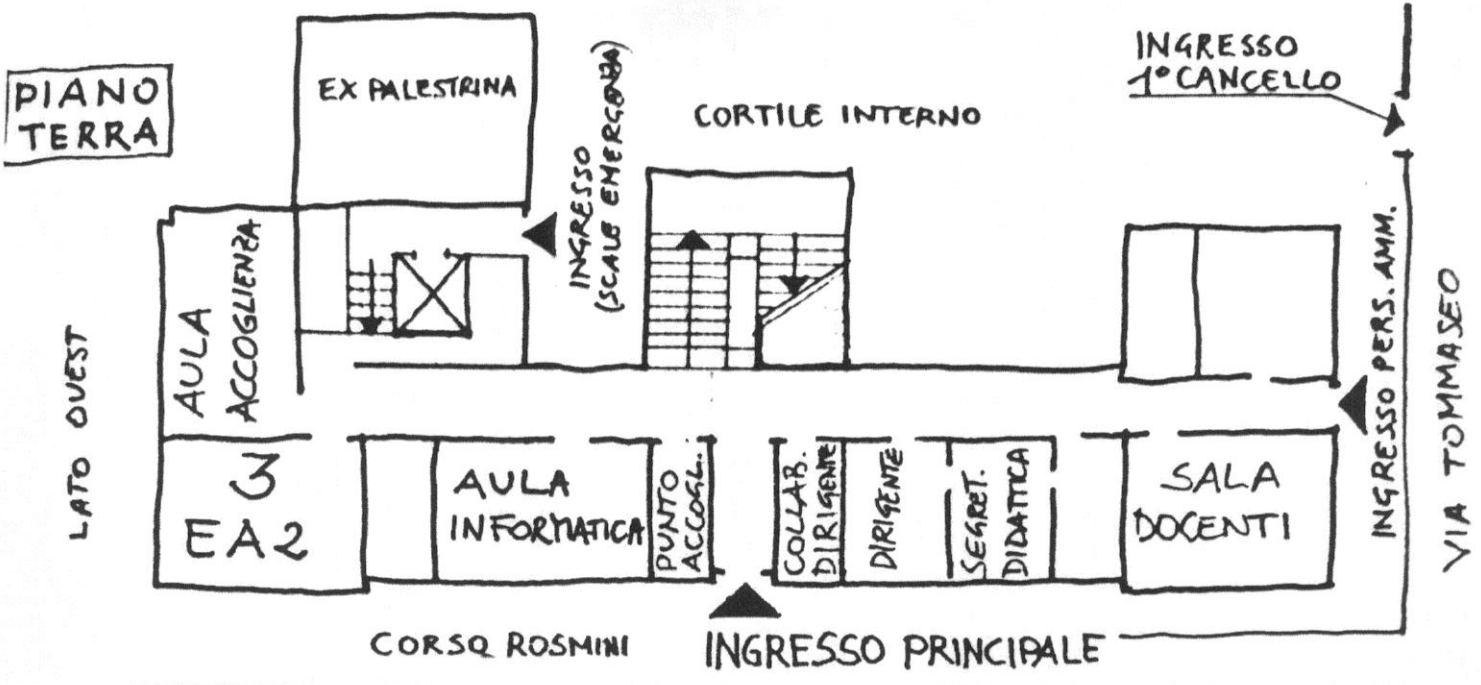 PIANO
TERRA
EX PALESTRINA
INGRESSO
(SCALE EMERGENZA)
CORTILE INTERNO
INGRESSO
1° CANCELLO
AULA
ACCOGLIENZA
LATO OVEST
3
EA2
AULA
INFORMATICA
PUNTO
ACCOGL..
COLLAB.
DIRIGENTE
DIRIGENTE
SEGRET.
DIDATTICA
SALA
DOCENTI
INGRESSO PERS. AMM.
VIA TOMMASEO
CORSO ROSMINI
INGRESSO PRINCIPALE